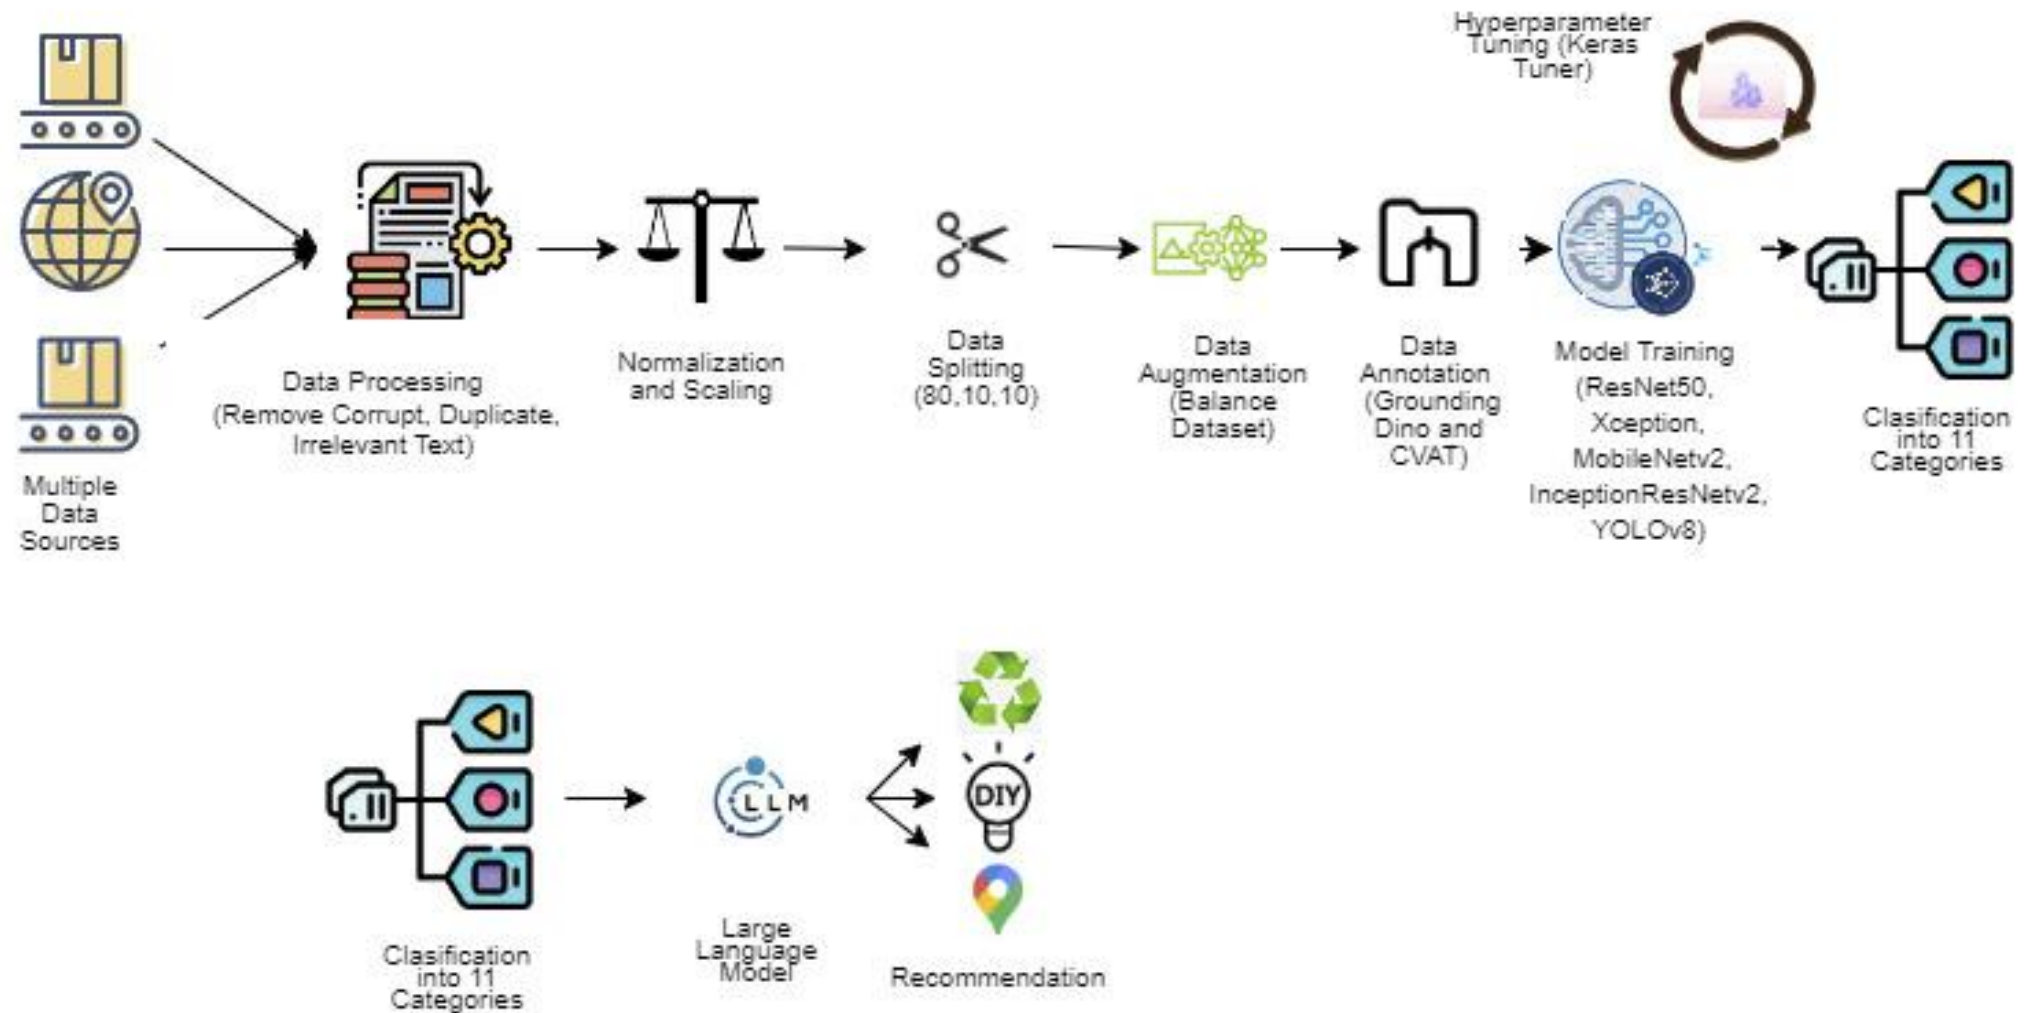 Hyperparameter
Tuning (Keras
Tuner)
Multiple
Data
Sources
Data Processing
(Remove Corrupt, Duplicate,
Irrelevant Text)
Normalization
and Scaling
Data
Splitting
(80,10,10)
Data
Augmentation
(Balance
Dataset)
Data
Annotation
(Grounding
Dino and
CVAT)
Model Training
(ResNet50,
Xception,
MobileNetv2,
InceptionResNetv2,
YOLOv8)
Clasification
into 11
Categories
Clasification
into 11
Categories
LLM
Large
Language
Model
DIY
Recommendation